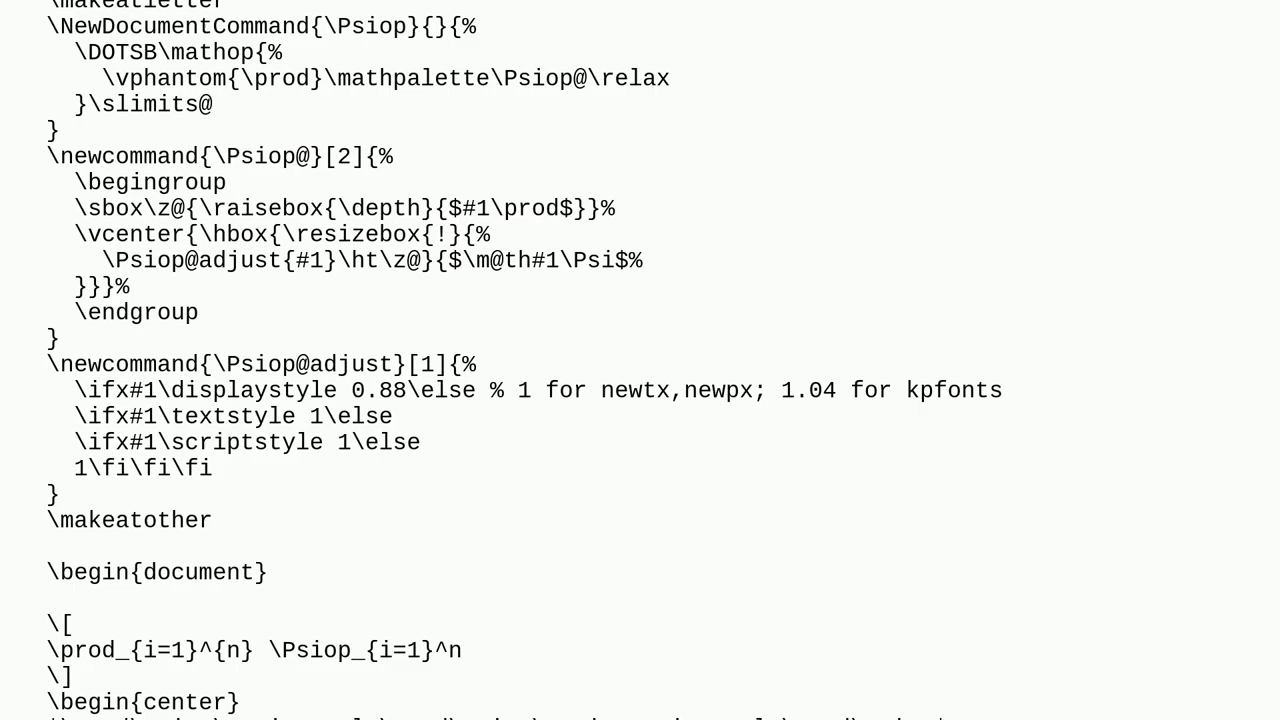 \makeatletter
\NewDocumentCommand{\Psiop}{}{%
  \DOTSB\mathop{%
    \vphantom{\prod}\mathpalette\Psiop@\relax
  }\slimits@
}
\newcommand{\Psiop@}[2]{%
  \begingroup
  \sbox\z@{\raisebox{\depth}{$#1\prod$}}%
  \vcenter{\hbox{\resizebox{!}{%
    \Psiop@adjust{#1}\ht\z@}{$\m@th#1\Psi$%
  }}}%
  \endgroup
}
\newcommand{\Psiop@adjust}[1]{%
  \ifx#1\displaystyle 0.88\else % 1 for newtx,newpx; 1.04 for kpfonts
  \ifx#1\textstyle 1\else
  \ifx#1\scriptstyle 1\else
  1\fi\fi\fi
}
\makeatother

\begin{document}

\[
\prod_{i=1}^{n} \Psiop_{i=1}^n
\]
\begin{center}